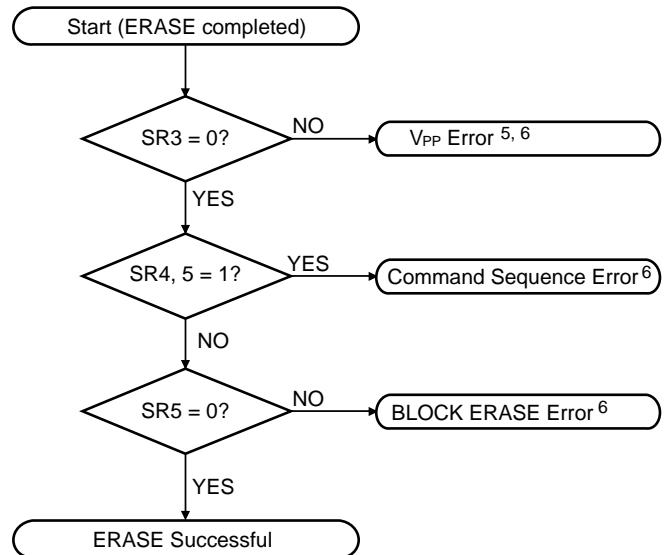 Start (ERASE completed)
SR3 = 0?
NO
VPP Error 5, 6
YES
SR4, 5 = 1?
YES
Command Sequence Error 6
NO
SR5 = 0?
NO
BLOCK ERASE Error 6
YES
ERASE Successful